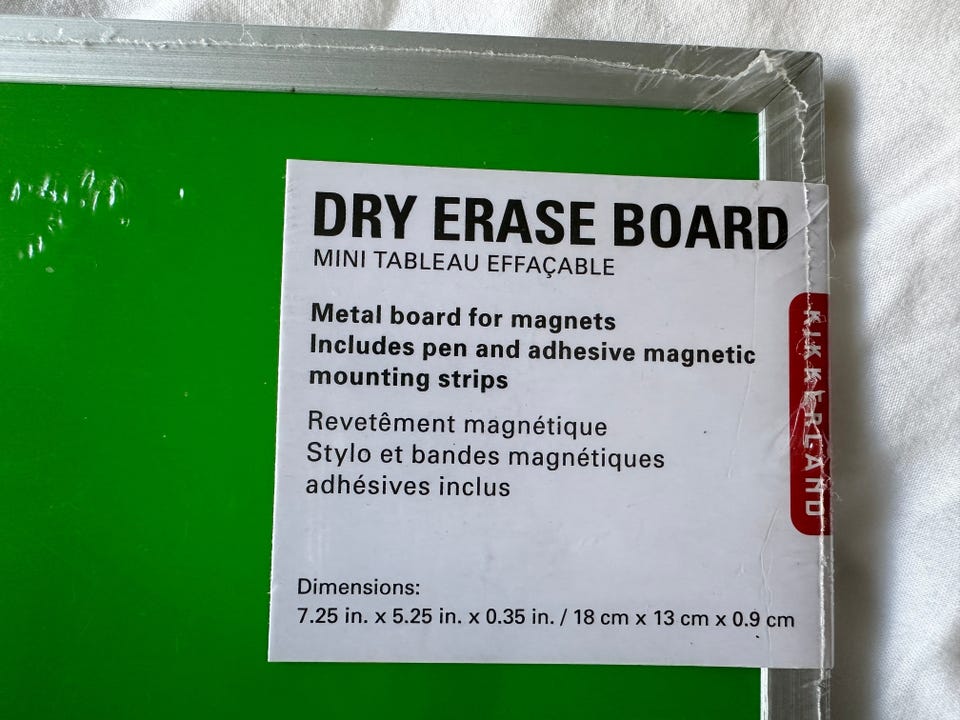 DRY ERASE BOARD
MINI TABLEAU EFFAÇABLE
Metal board for magnets
Includes pen and adhesive magnetic
mounting strips
Revetêment magnétique
Stylo et bandes magnétiques
adhésives inclus
Dimensions:
7.25 in. x 5.25 in. x 0.35 in. / 18 cm x 13 cm x 0.9 cm
KIKKERLAND